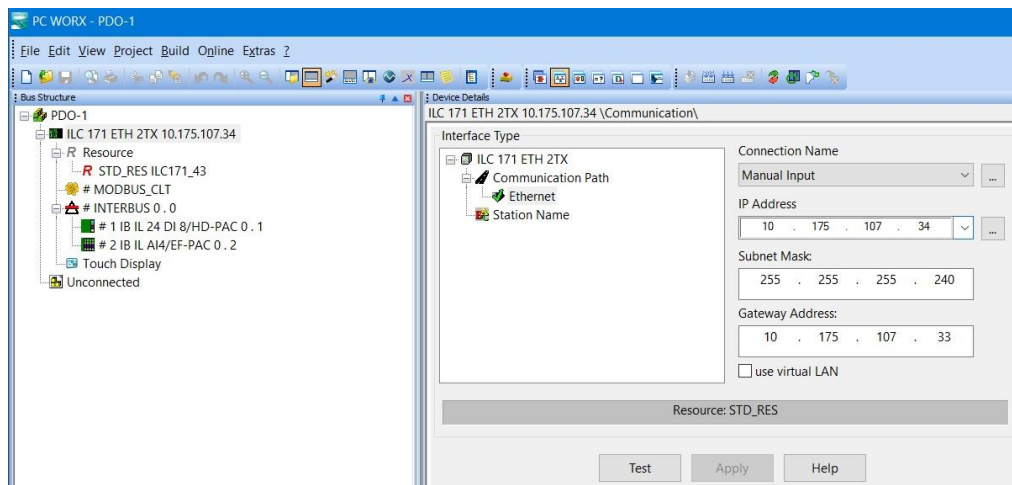 PC WORX - PDO-1
File Edit View Project Build Online Extras ?
Bus Structure
PDO-1
ILC 171 ETH 2TX 10.175.107.34
R Resource
R STD_RES ILC171_43
# MODBUS_CLT
# INTERBUS 0 . 0
# 1 IB IL 24 DI 8/HD-PAC 0 . 1
# 2 IB IL AI4/EF-PAC 0 . 2
Touch Display
Unconnected
Device Details
ILC 171 ETH 2TX 10.175.107.34 \Communication\
Interface Type
ILC 171 ETH 2TX
Communication Path
Ethernet
Station Name
Connection Name
Manual Input
...
IP Address
10 . 175 . 107 . 34
...
Subnet Mask:
255 . 255 . 255 . 240
Gateway Address:
10 . 175 . 107 . 33
use virtual LAN
Resource: STD_RES
Test Apply Help